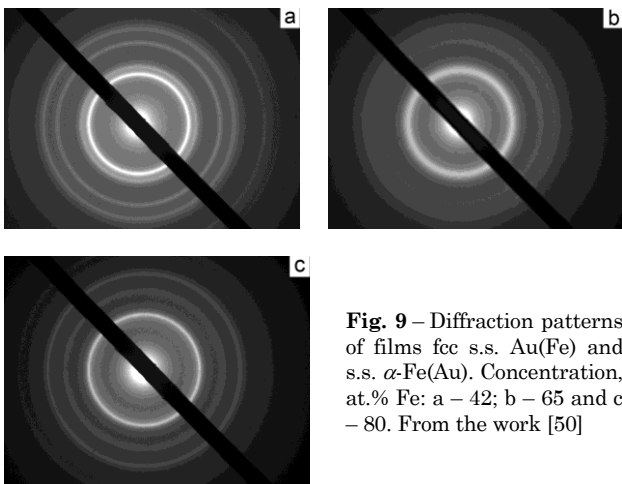 a
b
c
Fig. 9 – Diffraction patterns
of films fcc s.s. Au(Fe) and
s.s. α-Fe(Au). Concentration,
at.% Fe: a – 42; b – 65 and c
– 80. From the work [50]